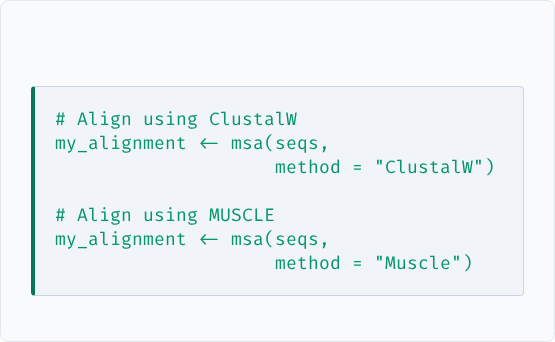 # Align using ClustalW
my_alignment <- msa(seqs,
                    method = "ClustalW")

# Align using MUSCLE
my_alignment <- msa(seqs,
                    method = "Muscle")